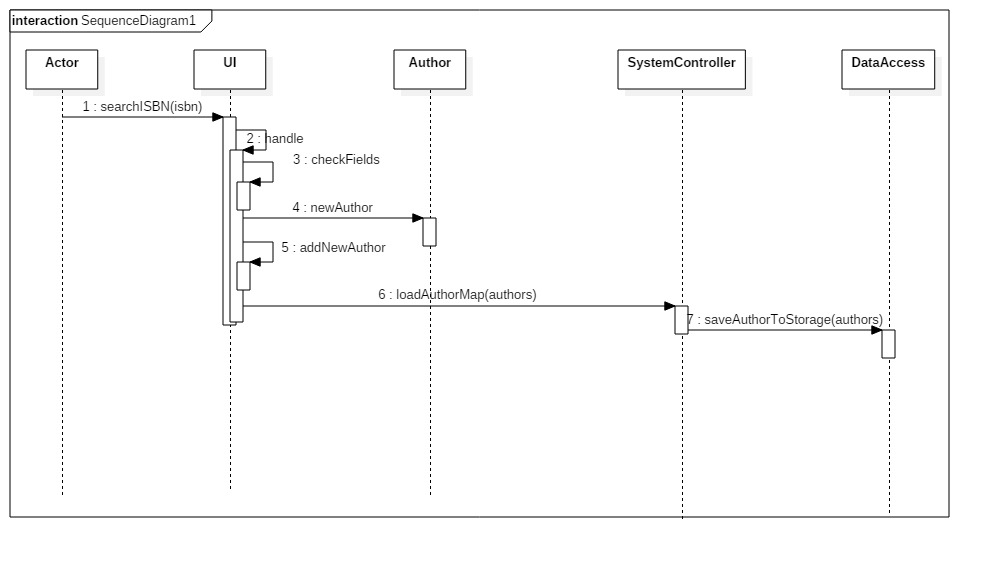 interaction SequenceDiagram1
Actor
UI
Author
SystemController
DataAccess
1 : searchISBN(isbn)
2 : handle
3 : checkFields
4 : newAuthor
5 : addNewAuthor
6 : loadAuthorMap(authors)
7 : saveAuthorToStorage(authors)